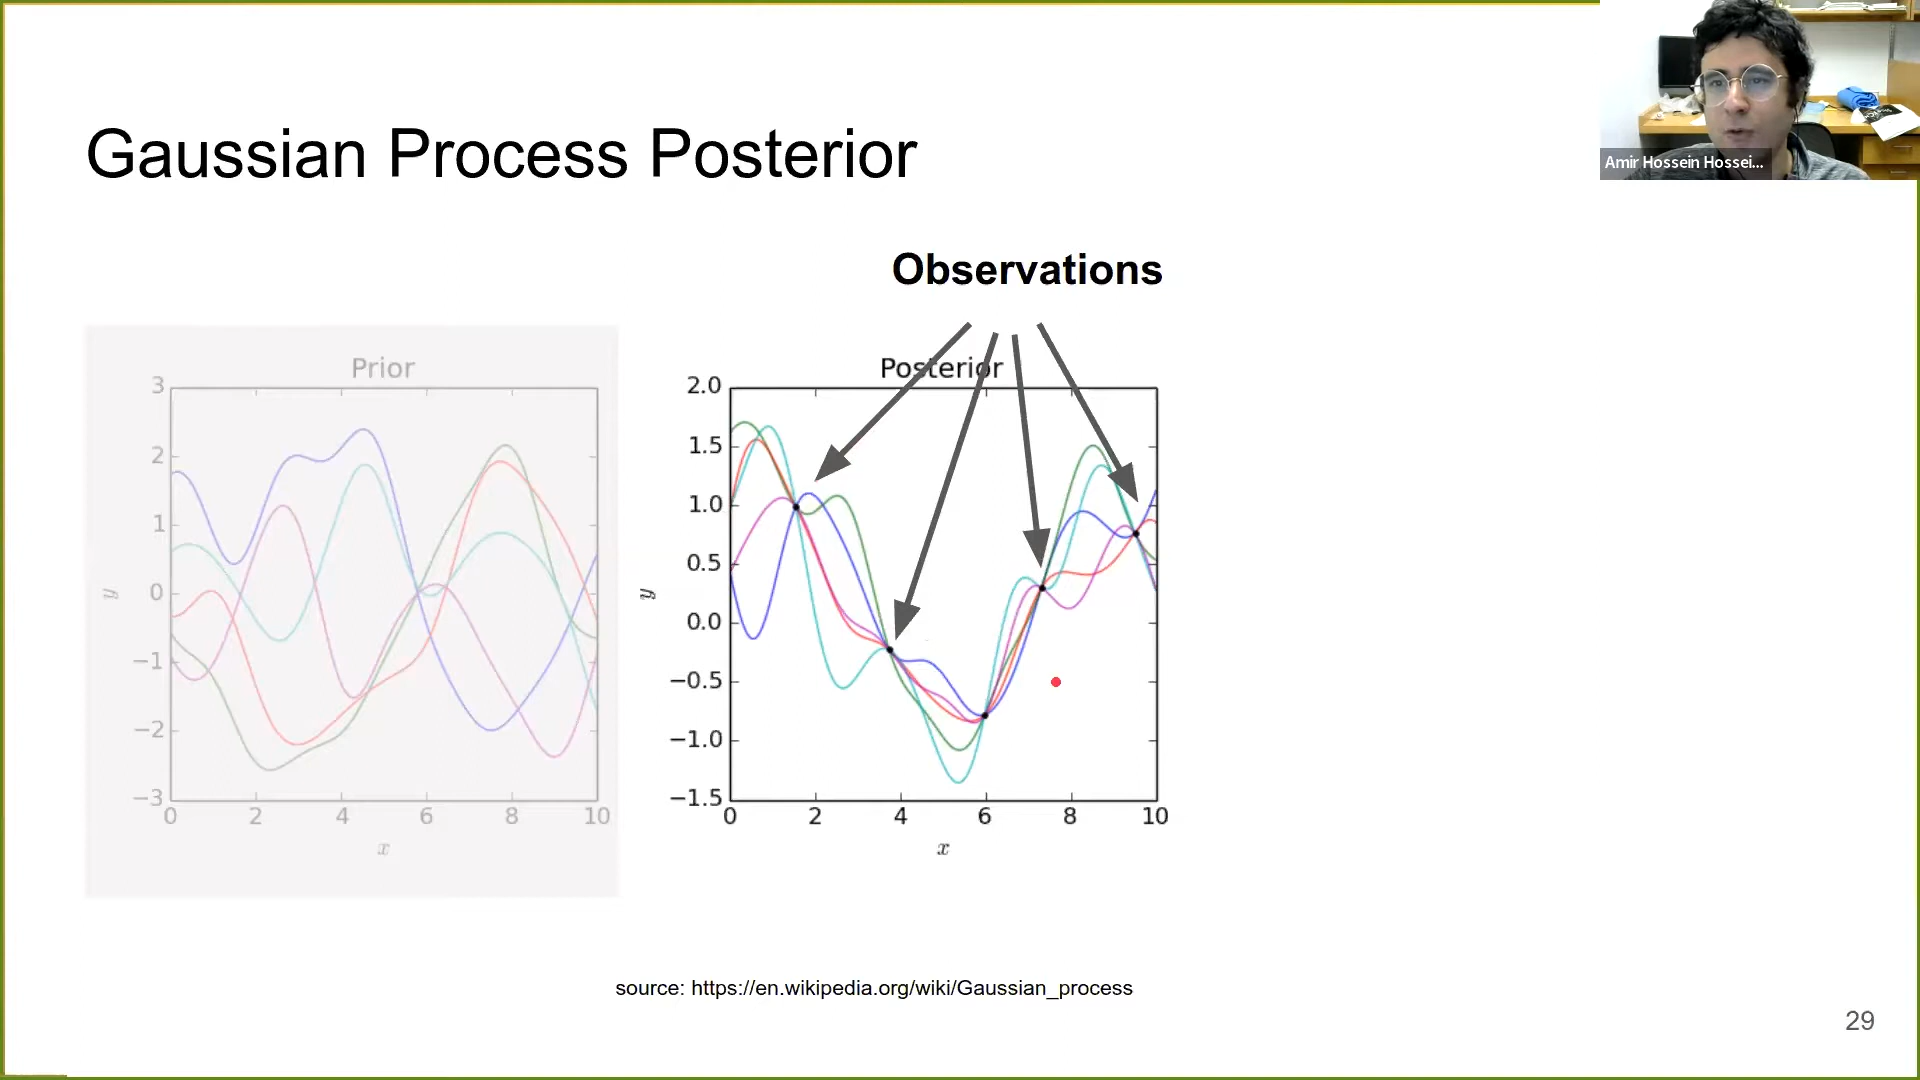 Amir Hossein Hossei...
Gaussian Process Posterior
Observations
Prior
3
2
1
0
−1
−2
−3
y
0 2 4 6 8 10
x
Posterior
2.0
1.5
1.0
0.5
0.0
−0.5
−1.0
−1.5
y
0 2 4 6 8 10
x
source: https://en.wikipedia.org/wiki/Gaussian_process
29